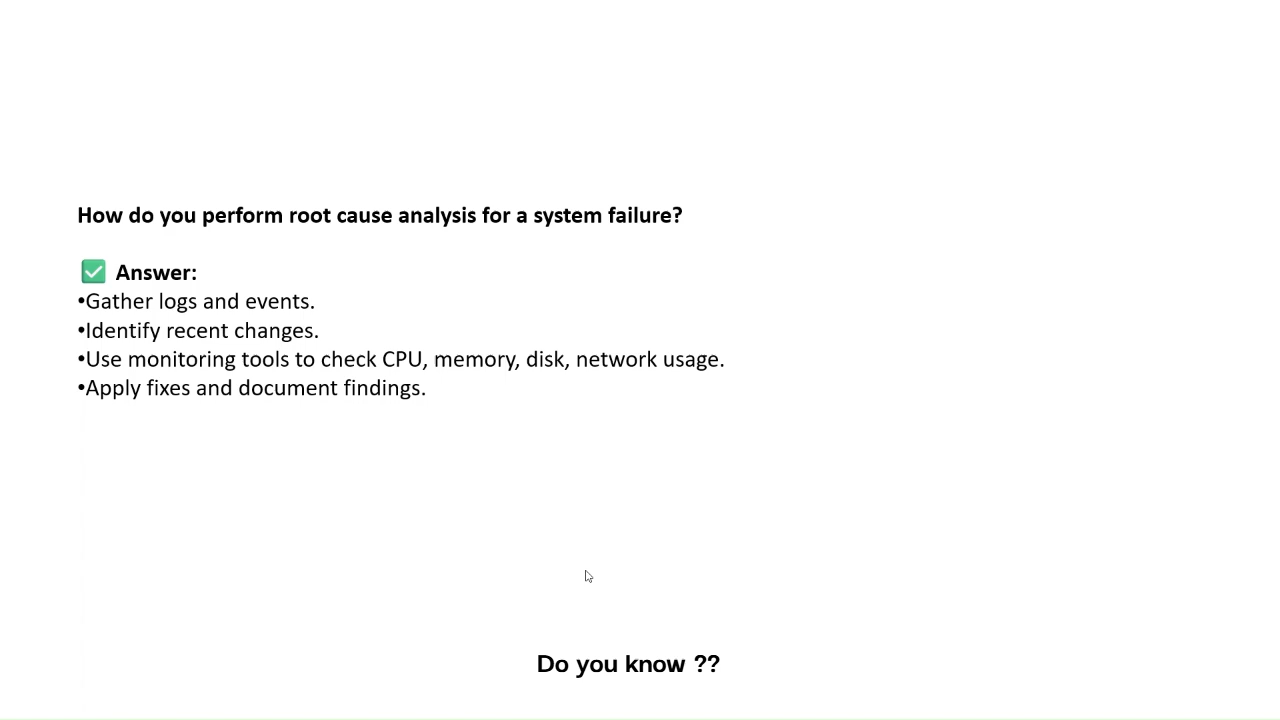 How do you perform root cause analysis for a system failure?
✅ Answer:
•Gather logs and events.
•Identify recent changes.
•Use monitoring tools to check CPU, memory, disk, network usage.
•Apply fixes and document findings.
Do you know ??